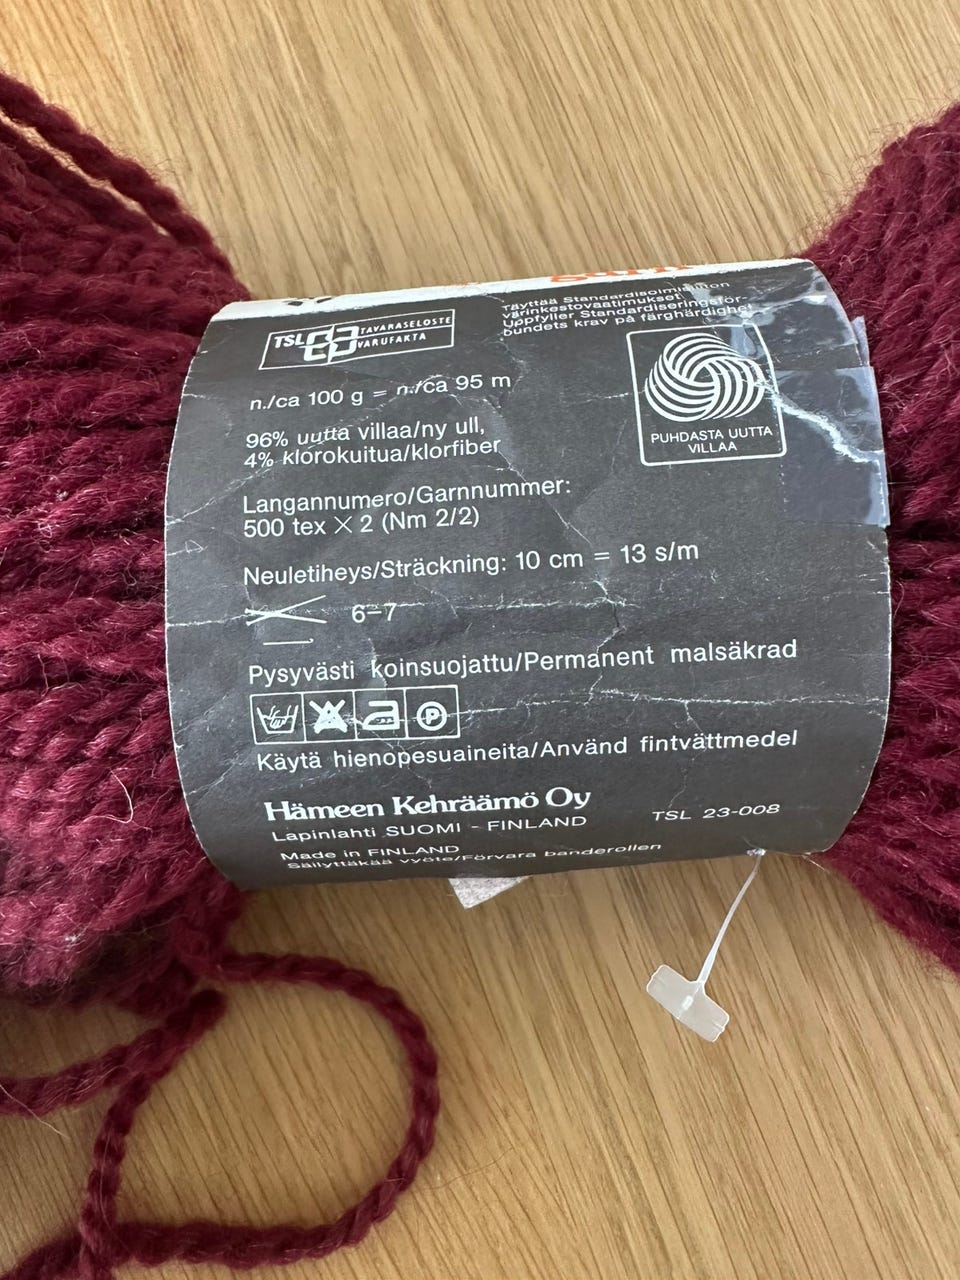 TSL TAVARASELOSTE
VARUFAKTA
Täyttää Standardisoimisliiton
värinkestovaatimukset
Uppfyller Standardiseringsför-
bundets krav på färghärdighet
n./ca 100 g = n./ca 95 m
96% uutta villaa/ny ull,
4% klorokuitua/klorfiber
PUHDASTA UUTTA
VILLAA
Langannumero/Garnnummer:
500 tex × 2 (Nm 2/2)
Neuletiheys/Sträckning: 10 cm = 13 s/m
6–7
Pysyvästi koinsuojattu/Permanent malsäkrad
P
Käytä hienopesuaineita/Använd fintvättmedel
Hämeen Kehräämö Oy
Lapinlahti SUOMI - FINLAND
TSL 23-008
Made in FINLAND
Säilyttäkää vyöte/Förvara banderollen